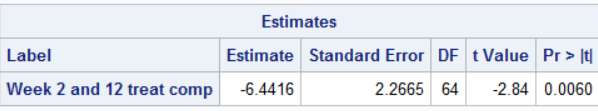 Estimates
Label Estimate Standard Error DF t Value Pr > |t|
Week 2 and 12 treat comp -6.4416 2.2665 64 -2.84 0.0060